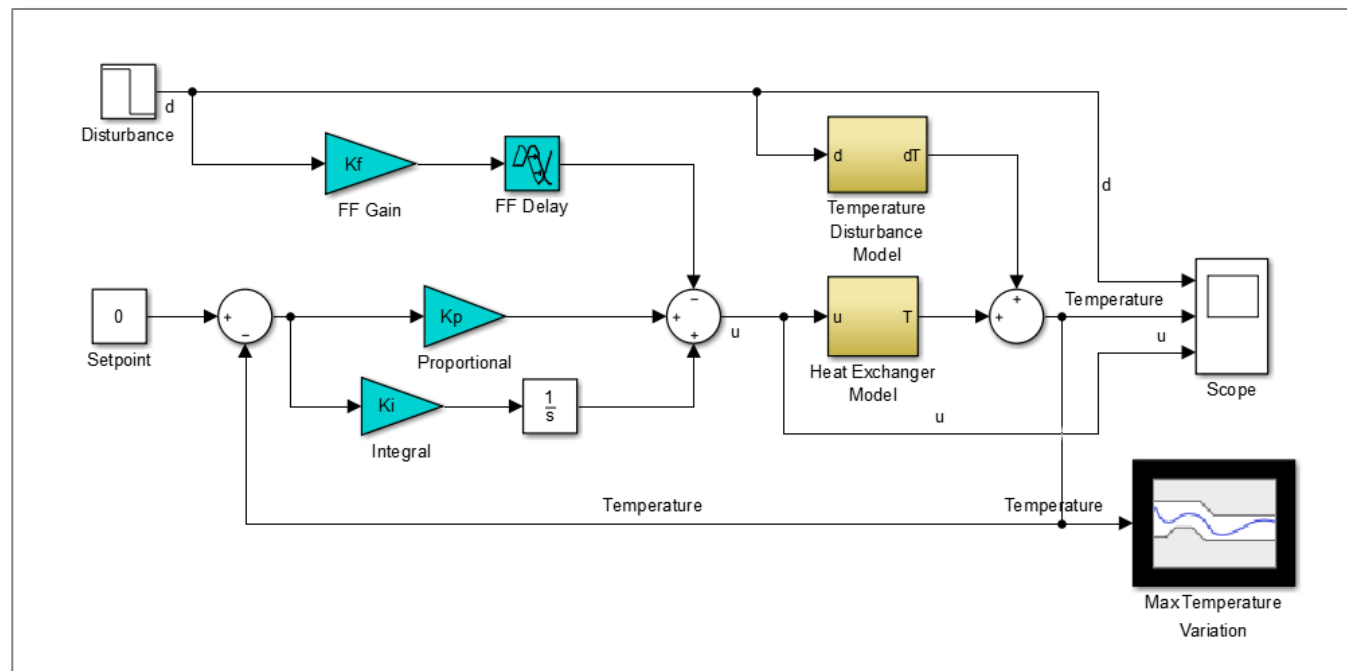 d
Disturbance
Kf
FF Gain
FF Delay
d
dT
Temperature
Disturbance
Model
d
0
Setpoint
+
−
Kp
Proportional
Ki
Integral
1
s
−
+
+
u
u
T
Heat Exchanger
Model
+
+
Temperature
u
u
Scope
Temperature
Temperature
Max Temperature
Variation